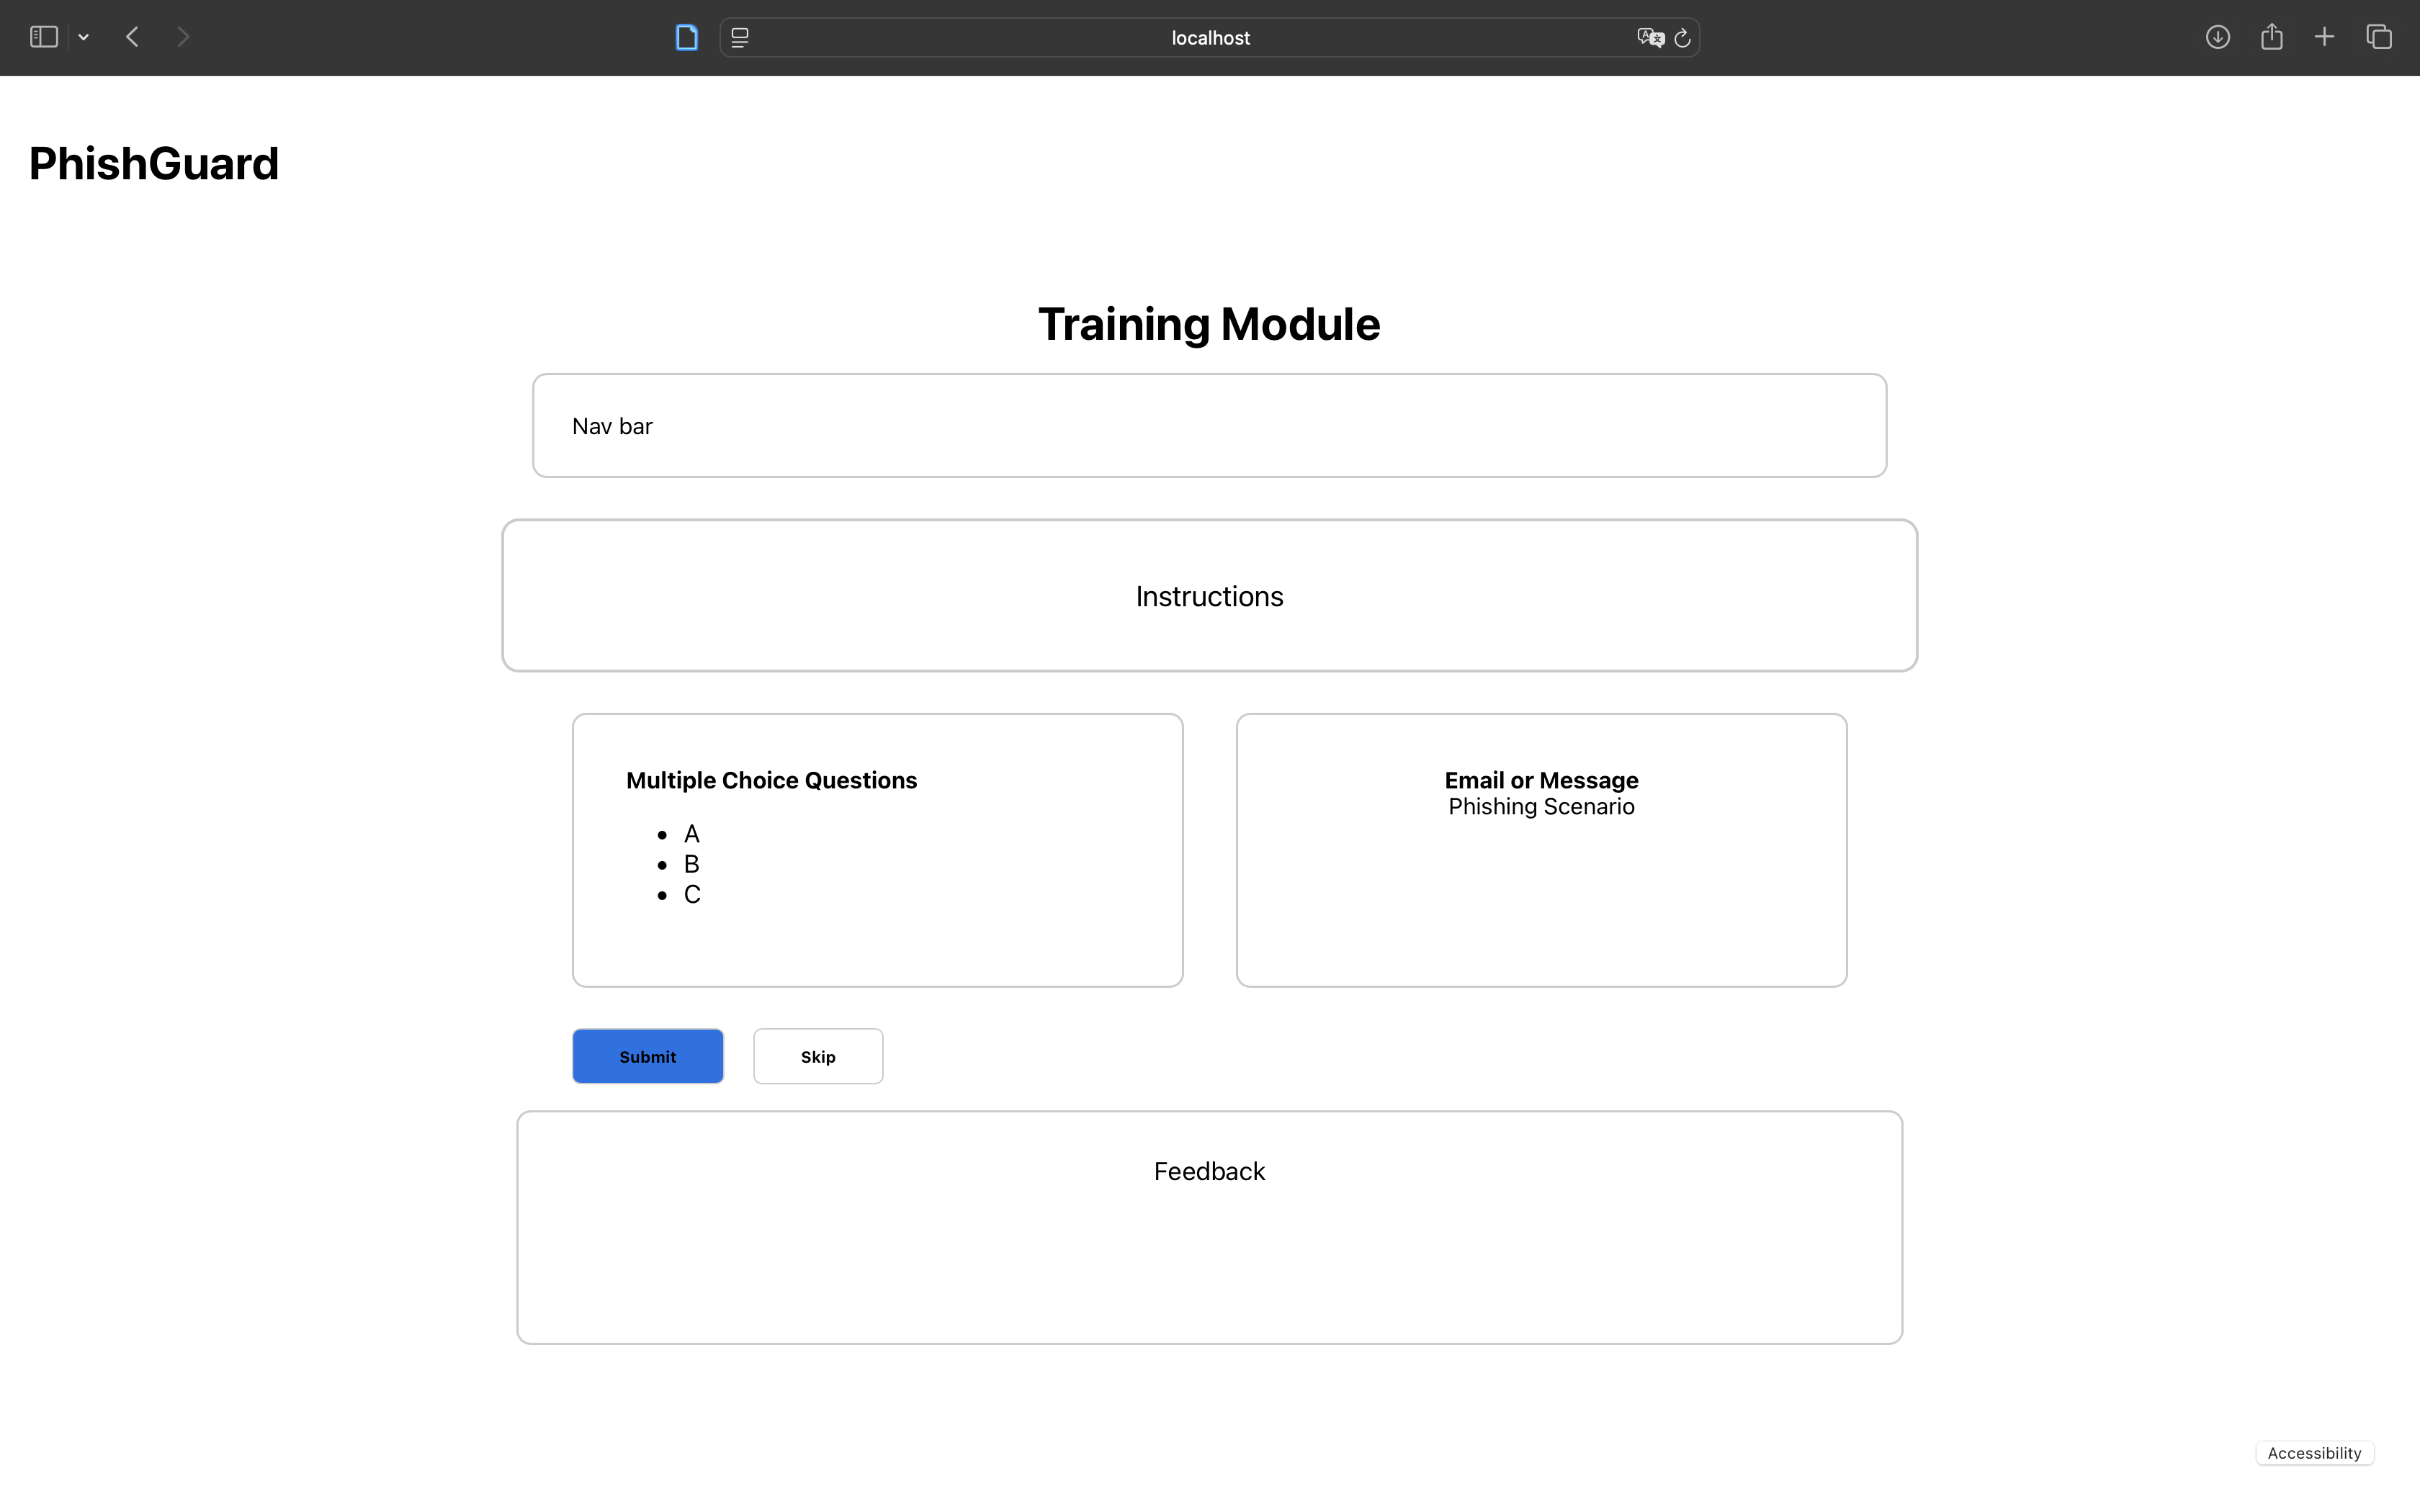 localhost
PhishGuard
Training Module
Nav bar
Instructions
Multiple Choice Questions
• A
• B
• C
Email or Message
Phishing Scenario
Submit
Skip
Feedback
Accessibility